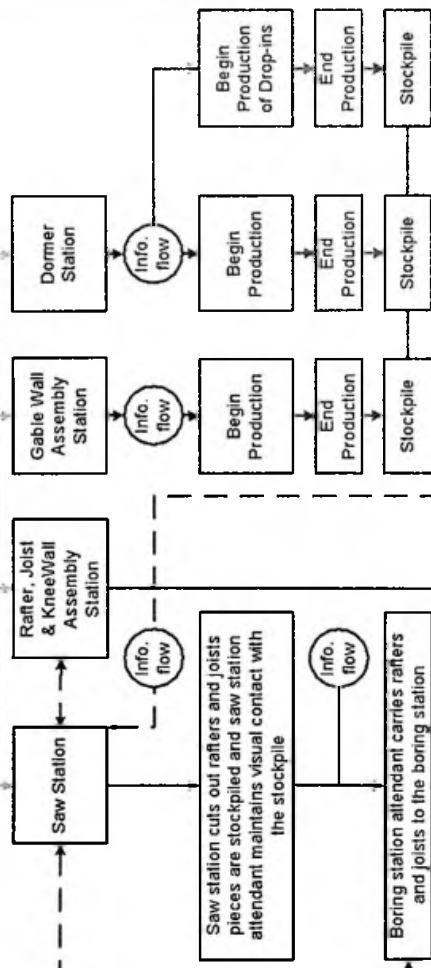 Saw Station
Rafter, Joist
& KneeWall
Assembly
Station
Gable Wall
Assembly
Station
Dormer
Station
Info.
flow
Info.
flow
Info.
flow
Saw station cuts out rafters and joists
pieces are stockpiled and saw station
attendant maintains visual contact with
the stockpile
Begin
Production
Begin
Production
Begin
Production
of Drop-ins
Info.
flow
End
Production
End
Production
End
Production
Boring station attendant carries rafters
and joists to the boring station
Stockpile
Stockpile
Stockpile